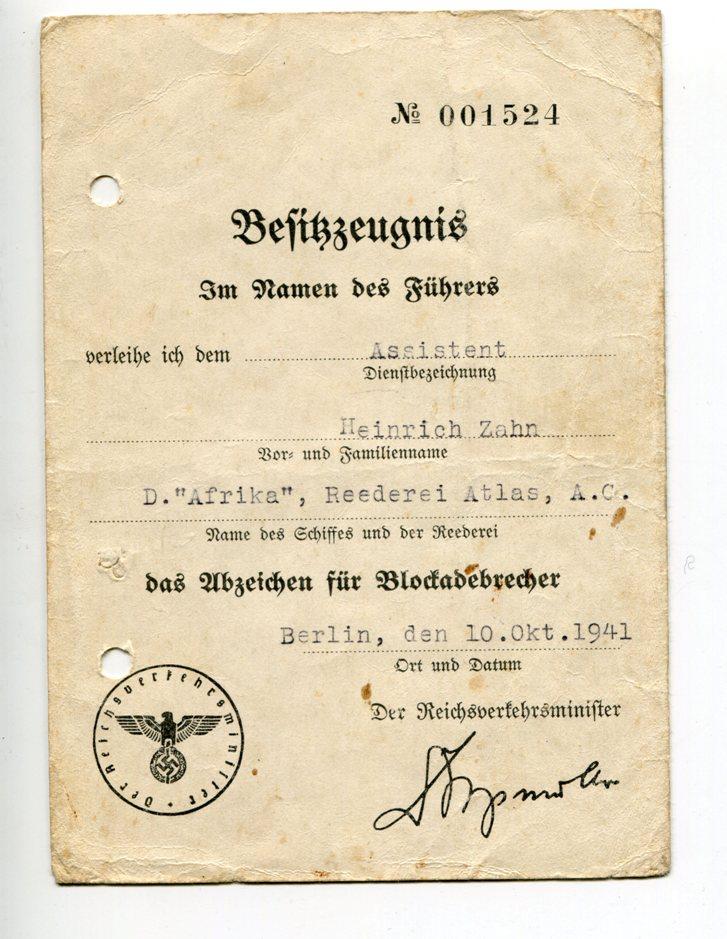 № 001524
Besitzzeugnis
Im Namen des Führers
verleihe ich dem Assistent
Dienstbezeichnung
Heinrich Zahn
Vor- und Familienname
D."Afrika", Reederei Atlas, A.G.
Name des Schiffes und der Reederei
das Abzeichen für Blockadebrecher
Berlin, den 10.Okt.1941
Ort und Datum
Der Reichsverkehrsminister
Der Reichsverkehrsminister